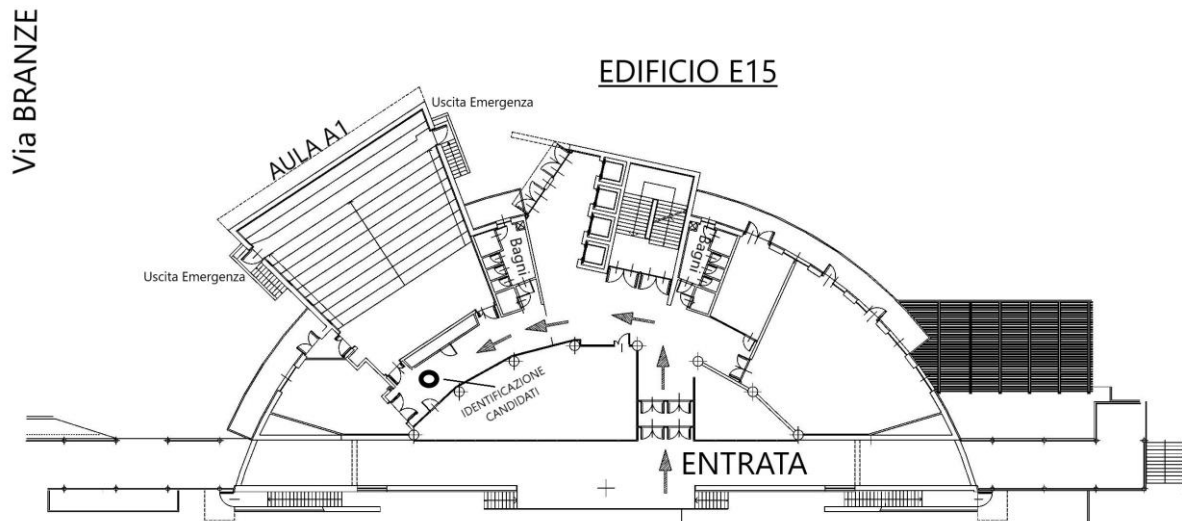 Via BRANZE
EDIFICIO E15
Uscita Emergenza
AULA A1
Uscita Emergenza
Bagni
Bagni
IDENTIFICAZIONE
CANDIDATI
ENTRATA